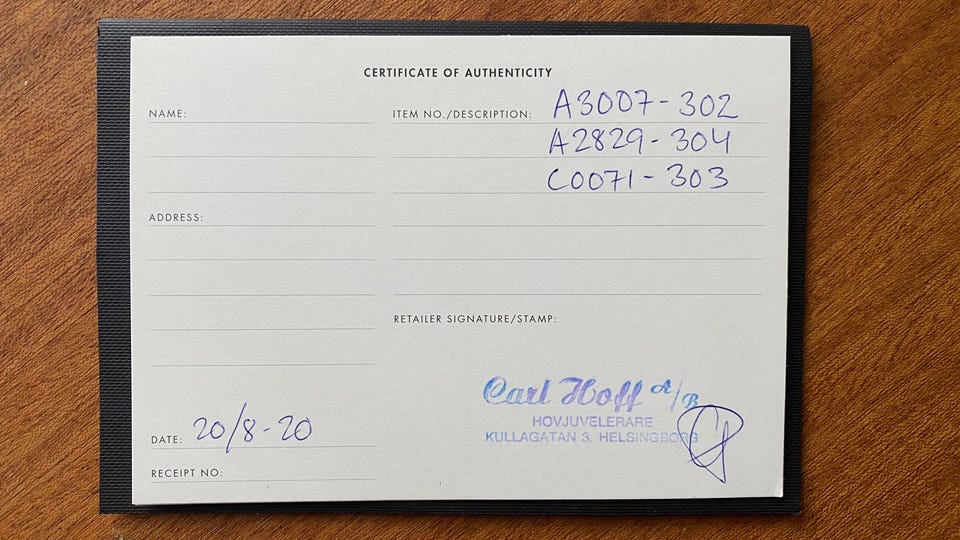 CERTIFICATE OF AUTHENTICITY
NAME:
ITEM NO./DESCRIPTION: A3007-302
A2829-304
C0071-303
ADDRESS:
RETAILER SIGNATURE/STAMP:
Carl Hoff A/B
HOVJUVELERARE
KULLAGATAN 3, HELSINGBORG
DATE: 20/8-20
RECEIPT NO: